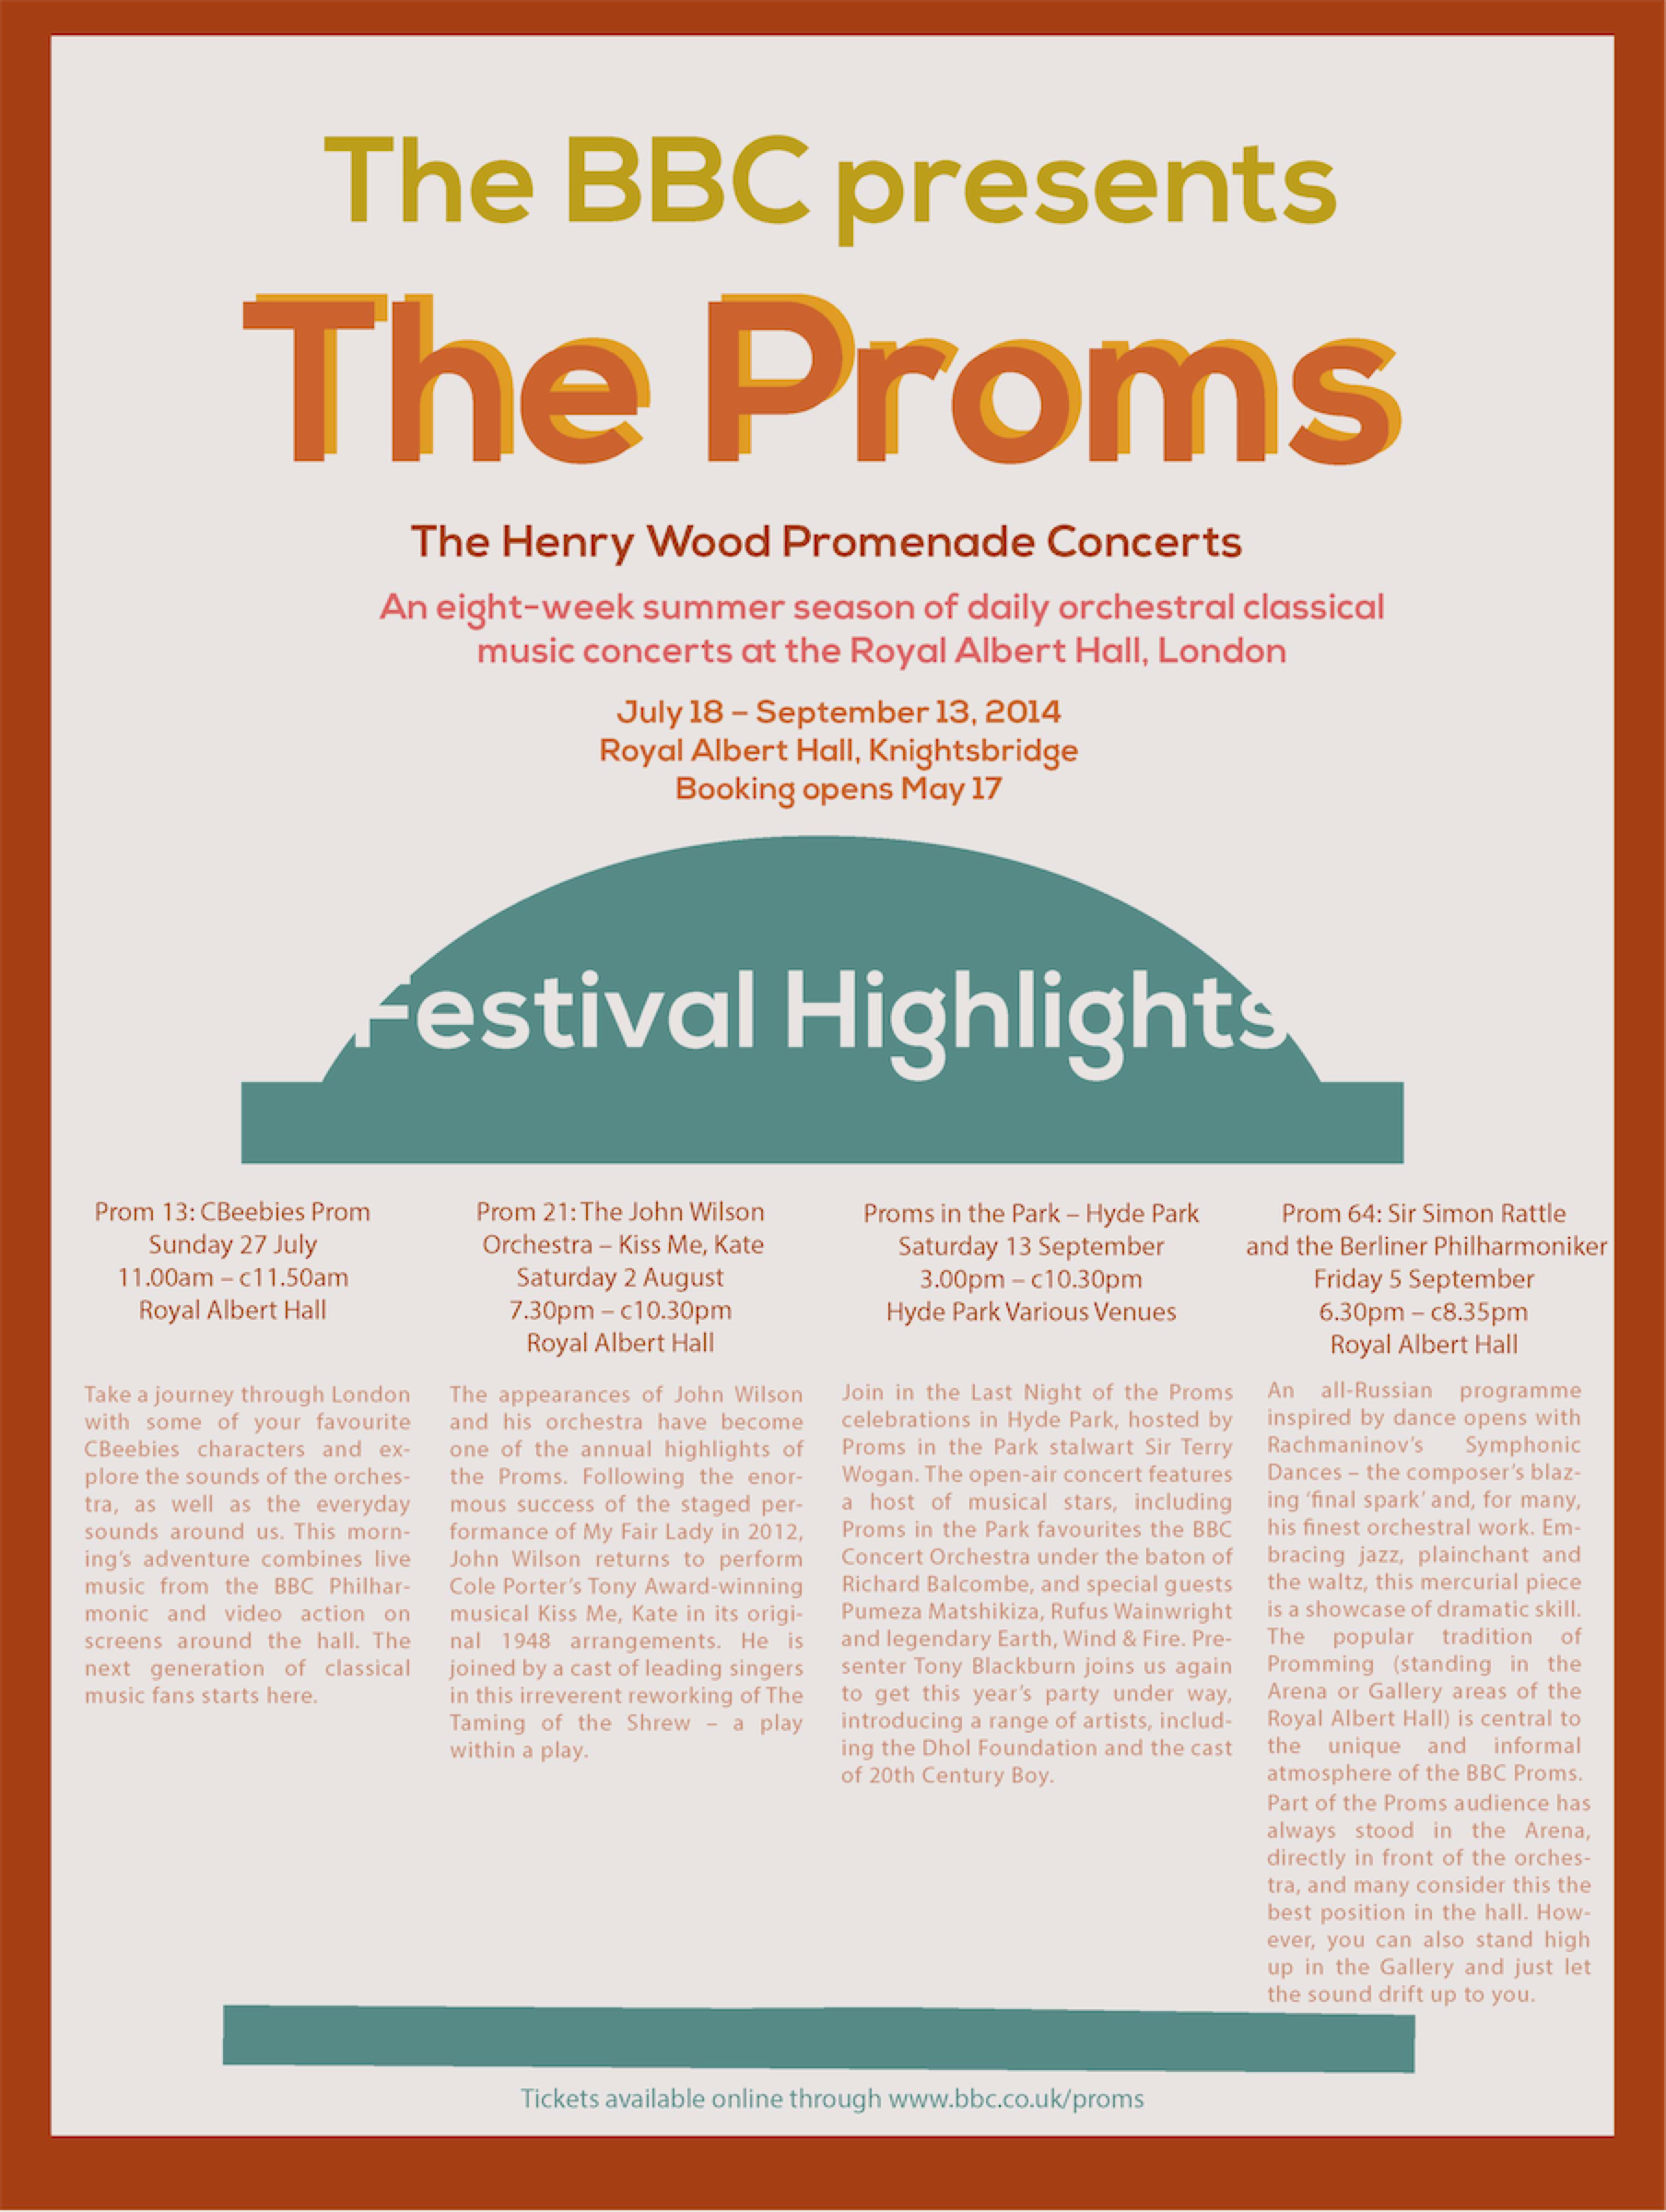 The BBC presents
The Proms
The Henry Wood Promenade Concerts
An eight-week summer season of daily orchestral classical
music concerts at the Royal Albert Hall, London
July 18 – September 13, 2014
Royal Albert Hall, Knightsbridge
Booking opens May 17
Festival Highlights
Prom 13: CBeebies Prom
Sunday 27 July
11.00am – c11.50am
Royal Albert Hall
Take a journey through London
with some of your favourite
CBeebies characters and ex-
plore the sounds of the orches-
tra, as well as the everyday
sounds around us. This morn-
ing's adventure combines live
music from the BBC Philhar-
monic and video action on
screens around the hall. The
next generation of classical
music fans starts here.
Prom 21: The John Wilson
Orchestra – Kiss Me, Kate
Saturday 2 August
7.30pm – c10.30pm
Royal Albert Hall
The appearances of John Wilson
and his orchestra have become
one of the annual highlights of
the Proms. Following the enor-
mous success of the staged per-
formance of My Fair Lady in 2012,
John Wilson returns to perform
Cole Porter's Tony Award-winning
musical Kiss Me, Kate in its origi-
nal 1948 arrangements. He is
joined by a cast of leading singers
in this irreverent reworking of The
Taming of the Shrew – a play
within a play.
Proms in the Park – Hyde Park
Saturday 13 September
3.00pm – c10.30pm
Hyde Park Various Venues
Join in the Last Night of the Proms
celebrations in Hyde Park, hosted by
Proms in the Park stalwart Sir Terry
Wogan. The open-air concert features
a host of musical stars, including
Proms in the Park favourites the BBC
Concert Orchestra under the baton of
Richard Balcombe, and special guests
Pumeza Matshikiza, Rufus Wainwright
and legendary Earth, Wind & Fire. Pre-
senter Tony Blackburn joins us again
to get this year's party under way,
introducing a range of artists, includ-
ing the Dhol Foundation and the cast
of 20th Century Boy.
Prom 64: Sir Simon Rattle
and the Berliner Philharmoniker
Friday 5 September
6.30pm – c8.35pm
Royal Albert Hall
An all-Russian programme
inspired by dance opens with
Rachmaninov's Symphonic
Dances – the composer's blaz-
ing 'final spark' and, for many,
his finest orchestral work. Em-
bracing jazz, plainchant and
the waltz, this mercurial piece
is a showcase of dramatic skill.
The popular tradition of
Promming (standing in the
Arena or Gallery areas of the
Royal Albert Hall) is central to
the unique and informal
atmosphere of the BBC Proms.
Part of the Proms audience has
always stood in the Arena,
directly in front of the orches-
tra, and many consider this the
best position in the hall. How-
ever, you can also stand high
up in the Gallery and just let
the sound drift up to you.
Tickets available online through www.bbc.co.uk/proms